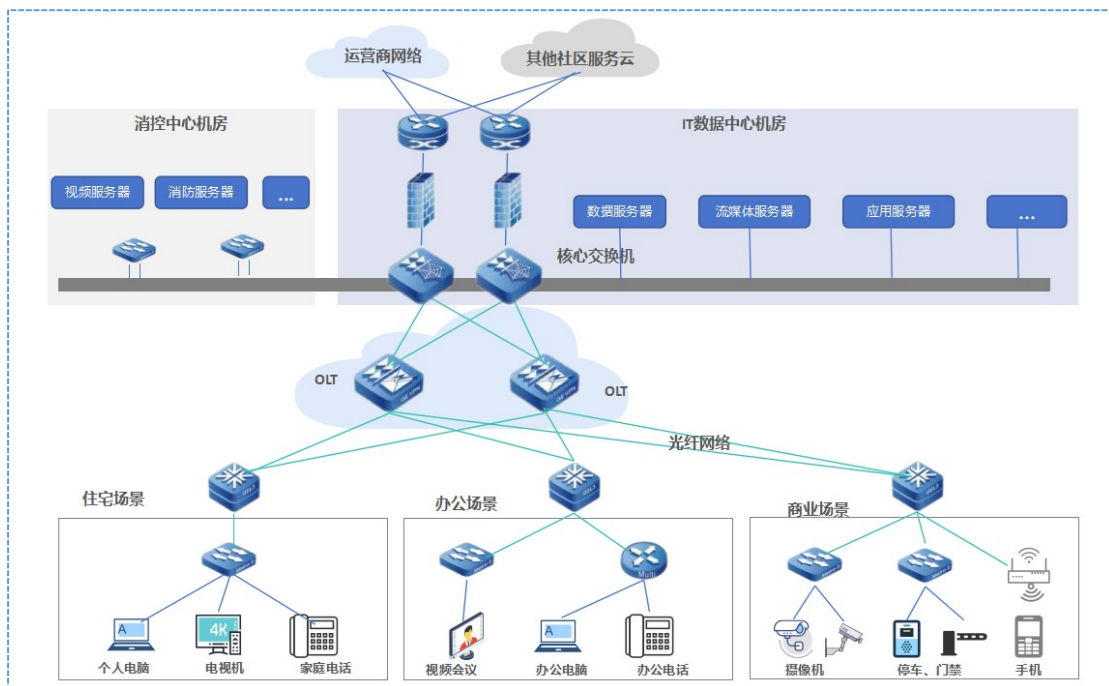 运营商网络
其他社区服务云
消控中心机房
IT数据中心机房
视频服务器
消防服务器
...
数据服务器
流媒体服务器
应用服务器
...
核心交换机
OLT
OLT
光纤网络
住宅场景
办公场景
商业场景
Multi
A
4K
A
个人电脑
电视机
家庭电话
视频会议
办公电脑
办公电话
摄像机
停车、门禁
手机